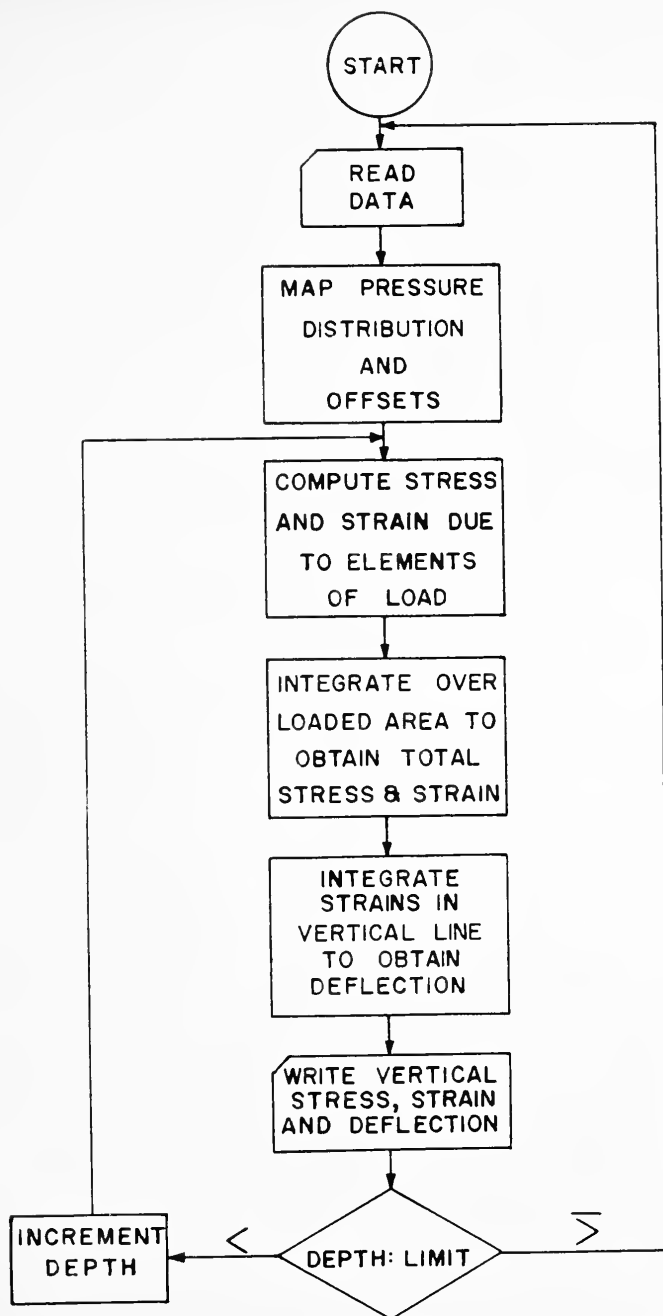 START
READ
DATA
MAP PRESSURE
DISTRIBUTION
AND
OFFSETS
COMPUTE STRESS
AND STRAIN DUE
TO ELEMENTS
OF LOAD
INTEGRATE OVER
LOADED AREA TO
OBTAIN TOTAL
STRESS & STRAIN
INTEGRATE
STRAINS IN
VERTICAL LINE
TO OBTAIN
DEFLECTION
WRITE VERTICAL
STRESS, STRAIN
AND DEFLECTION
INCREMENT
DEPTH
<
DEPTH: LIMIT
>̅